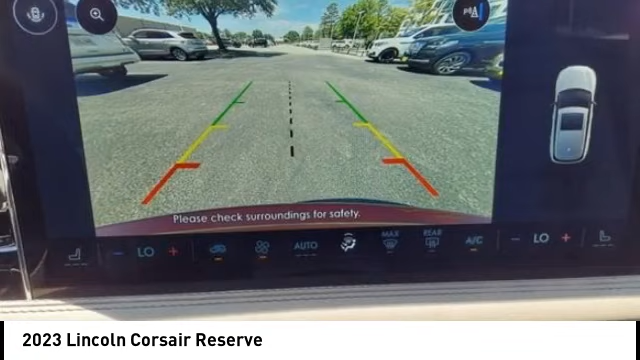 P A
Please check surroundings for safety.
- LO + AUTO MAX REAR A/C - LO +
2023 Lincoln Corsair Reserve